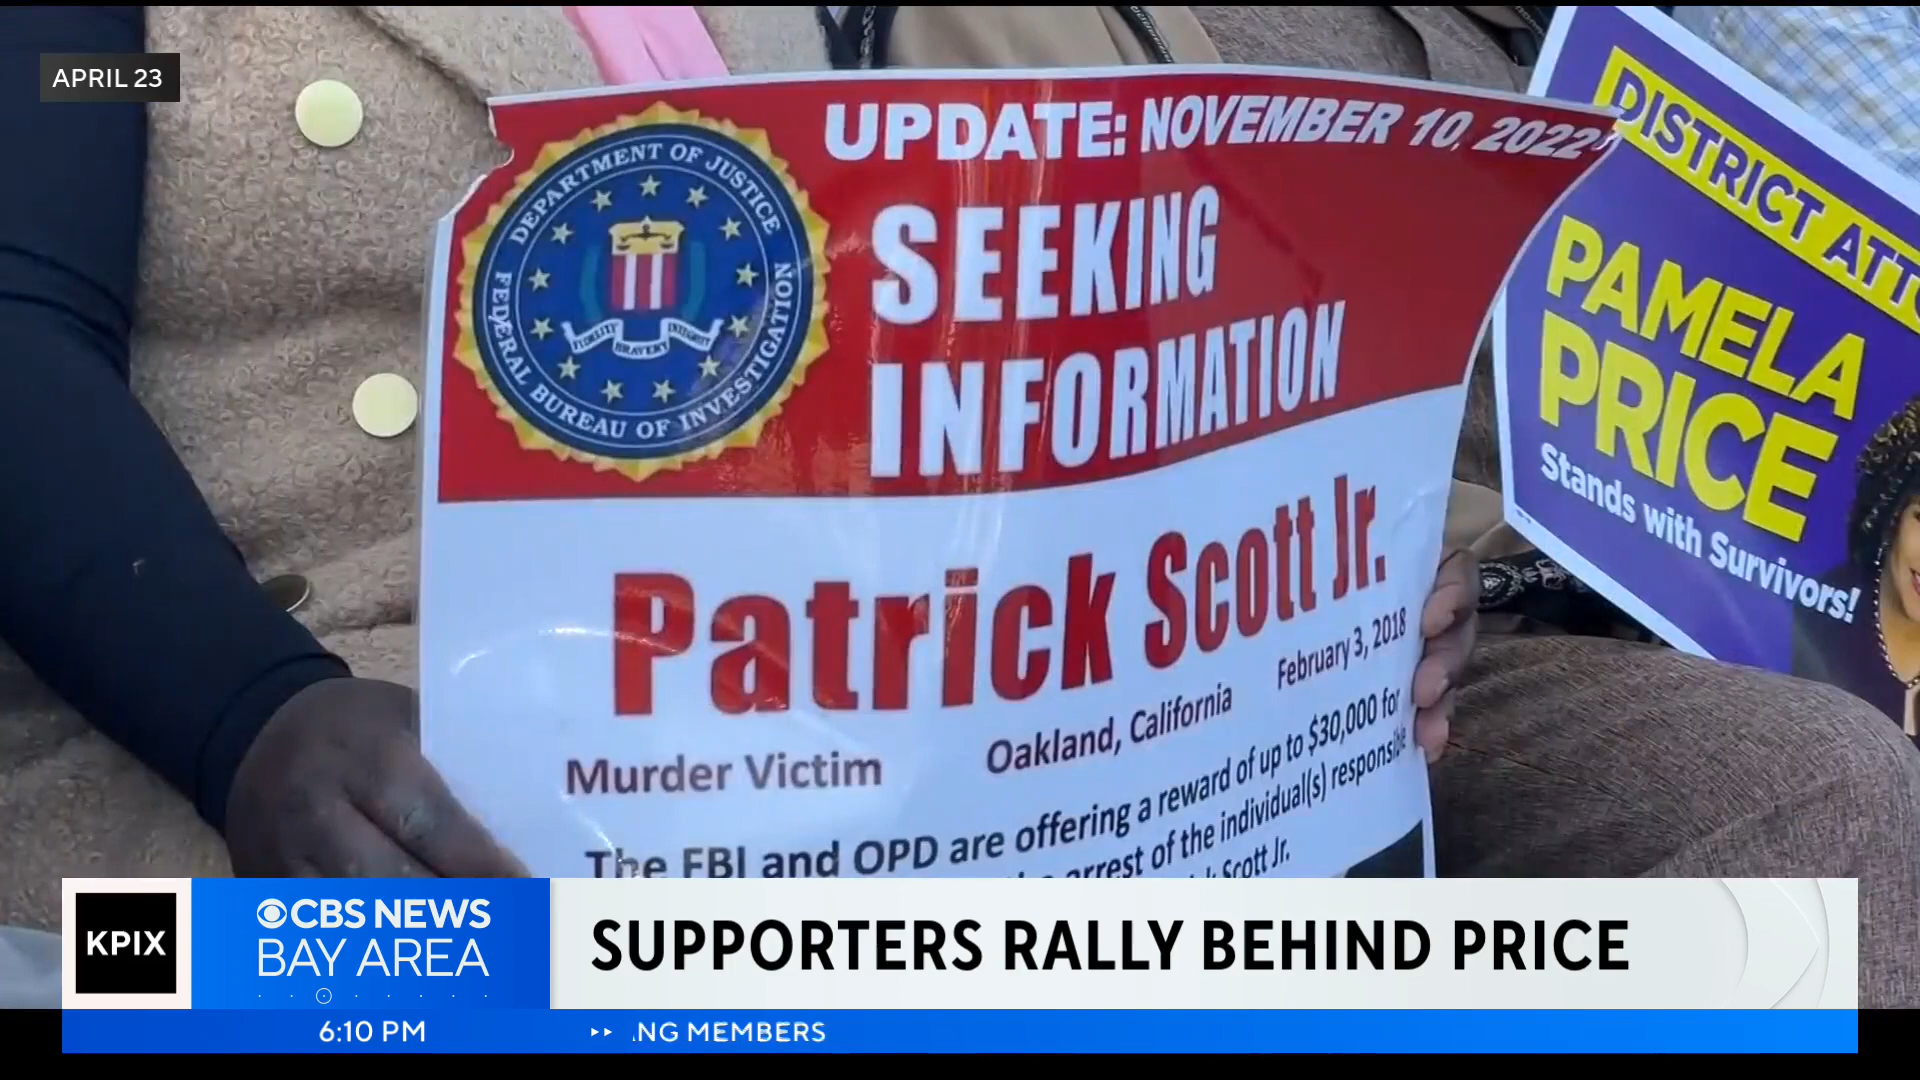 APRIL 23
UPDATE: NOVEMBER 10, 2022
SEEKING
INFORMATION
DEPARTMENT OF JUSTICE
FEDERAL BUREAU OF INVESTIGATION
FIDELITY BRAVERY INTEGRITY
Patrick Scott Jr.
Murder Victim Oakland, California February 3, 2018
The FBI and OPD are offering a reward of up to $30,000 for
arrest of the individual(s) responsible
Scott Jr.
DISTRICT
PAMELA
PRICE
Stands with Survivors!
KPIX
CBS NEWS
BAY AREA
SUPPORTERS RALLY BEHIND PRICE
6:10 PM
MEMBERS